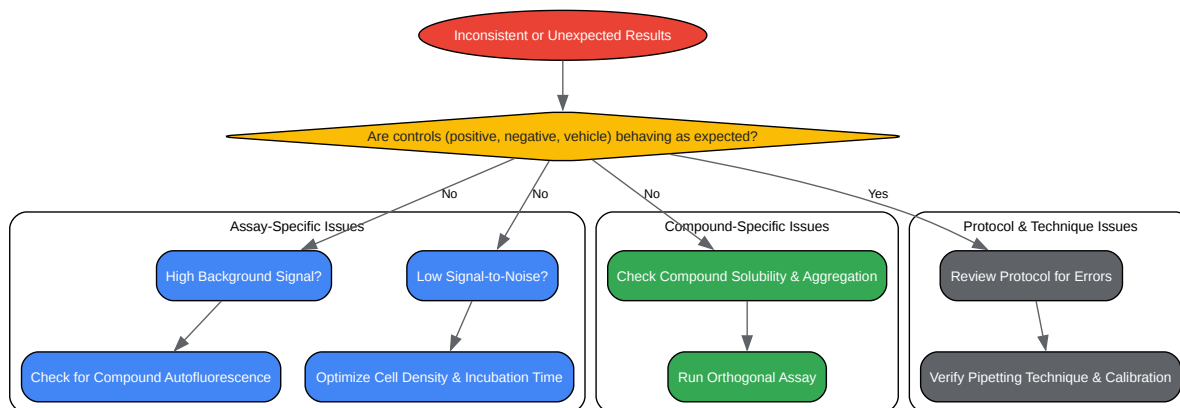 Inconsistent or Unexpected Results
Are controls (positive, negative, vehicle) behaving as expected?
No
No
No
Yes
Assay-Specific Issues
Compound-Specific Issues
Protocol & Technique Issues
High Background Signal?
Low Signal-to-Noise?
Check Compound Solubility & Aggregation
Review Protocol for Errors
Check for Compound Autofluorescence
Optimize Cell Density & Incubation Time
Run Orthogonal Assay
Verify Pipetting Technique & Calibration